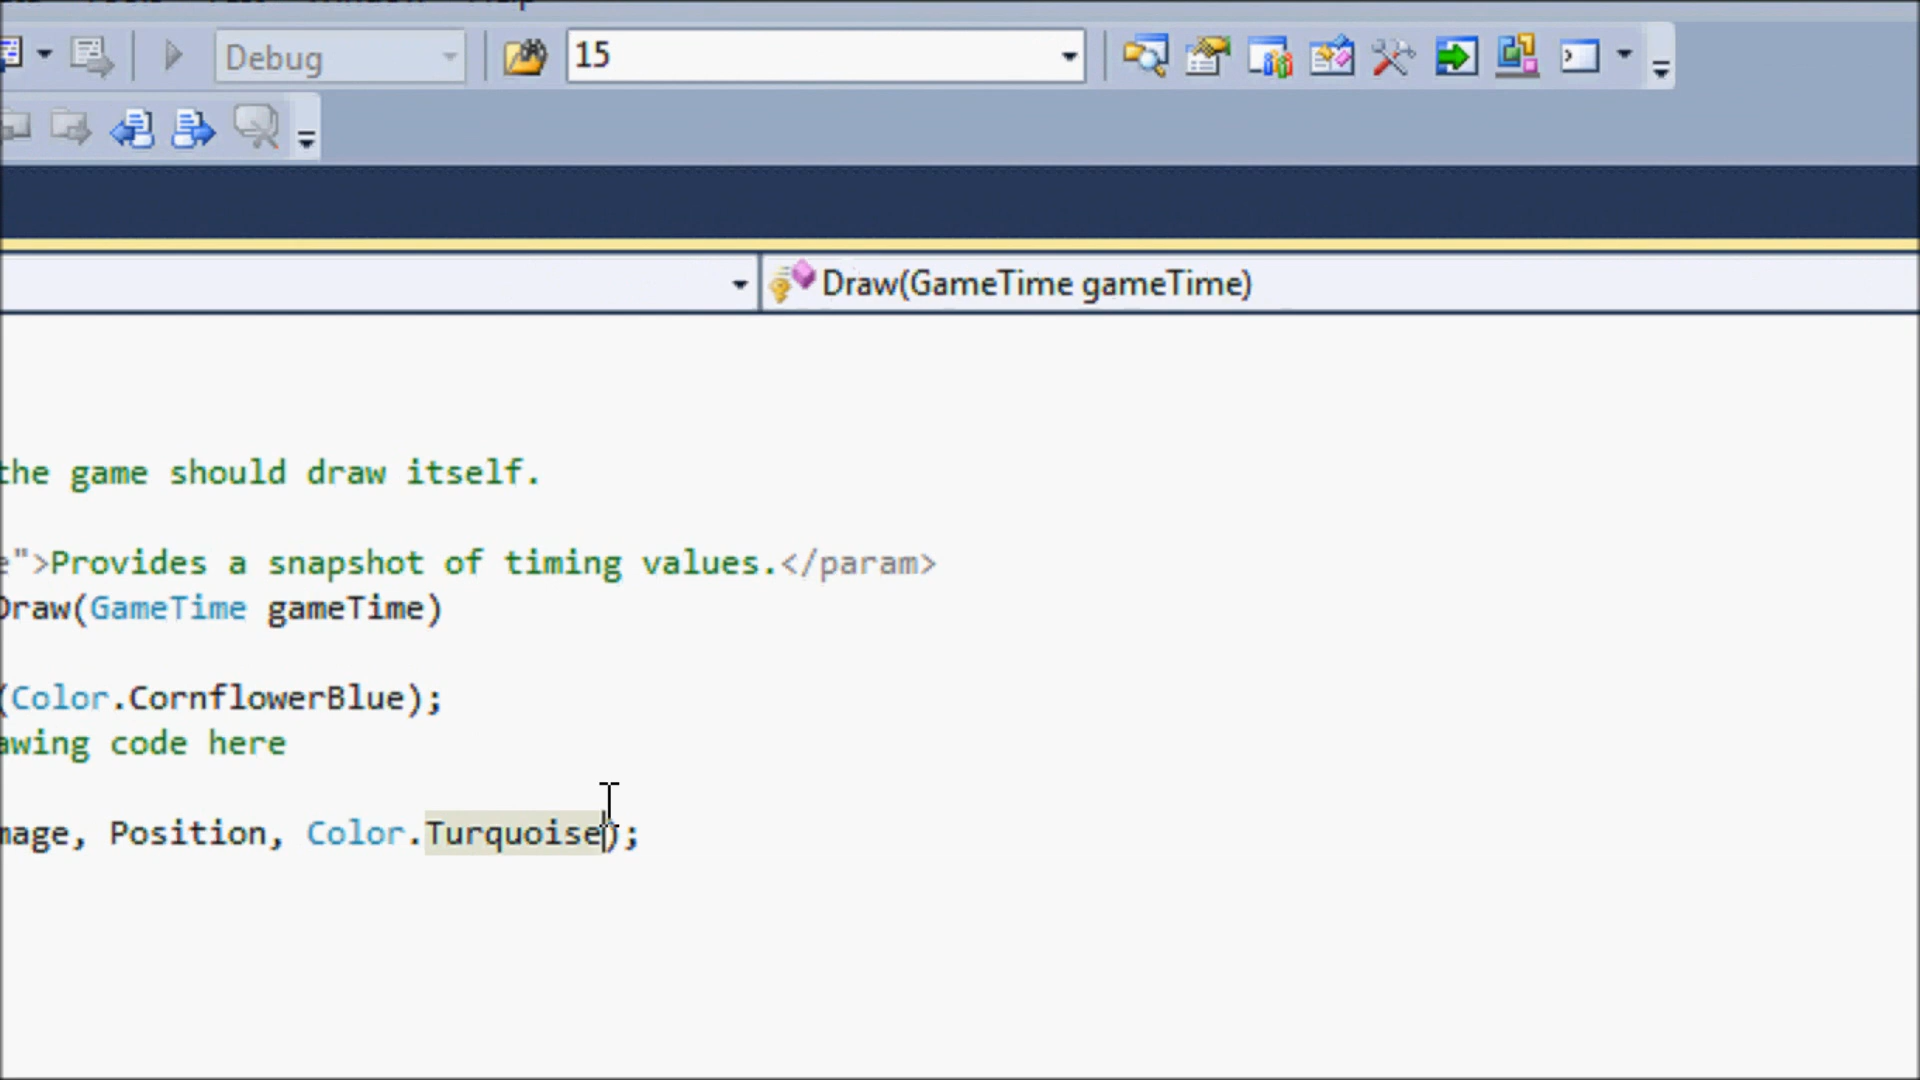 Debug
15
Draw(GameTime gameTime)
the game should draw itself.
">Provides a snapshot of timing values.</param>
Draw(GameTime gameTime)
(Color.CornflowerBlue);
awing code here
mage, Position, Color.Turquoise);